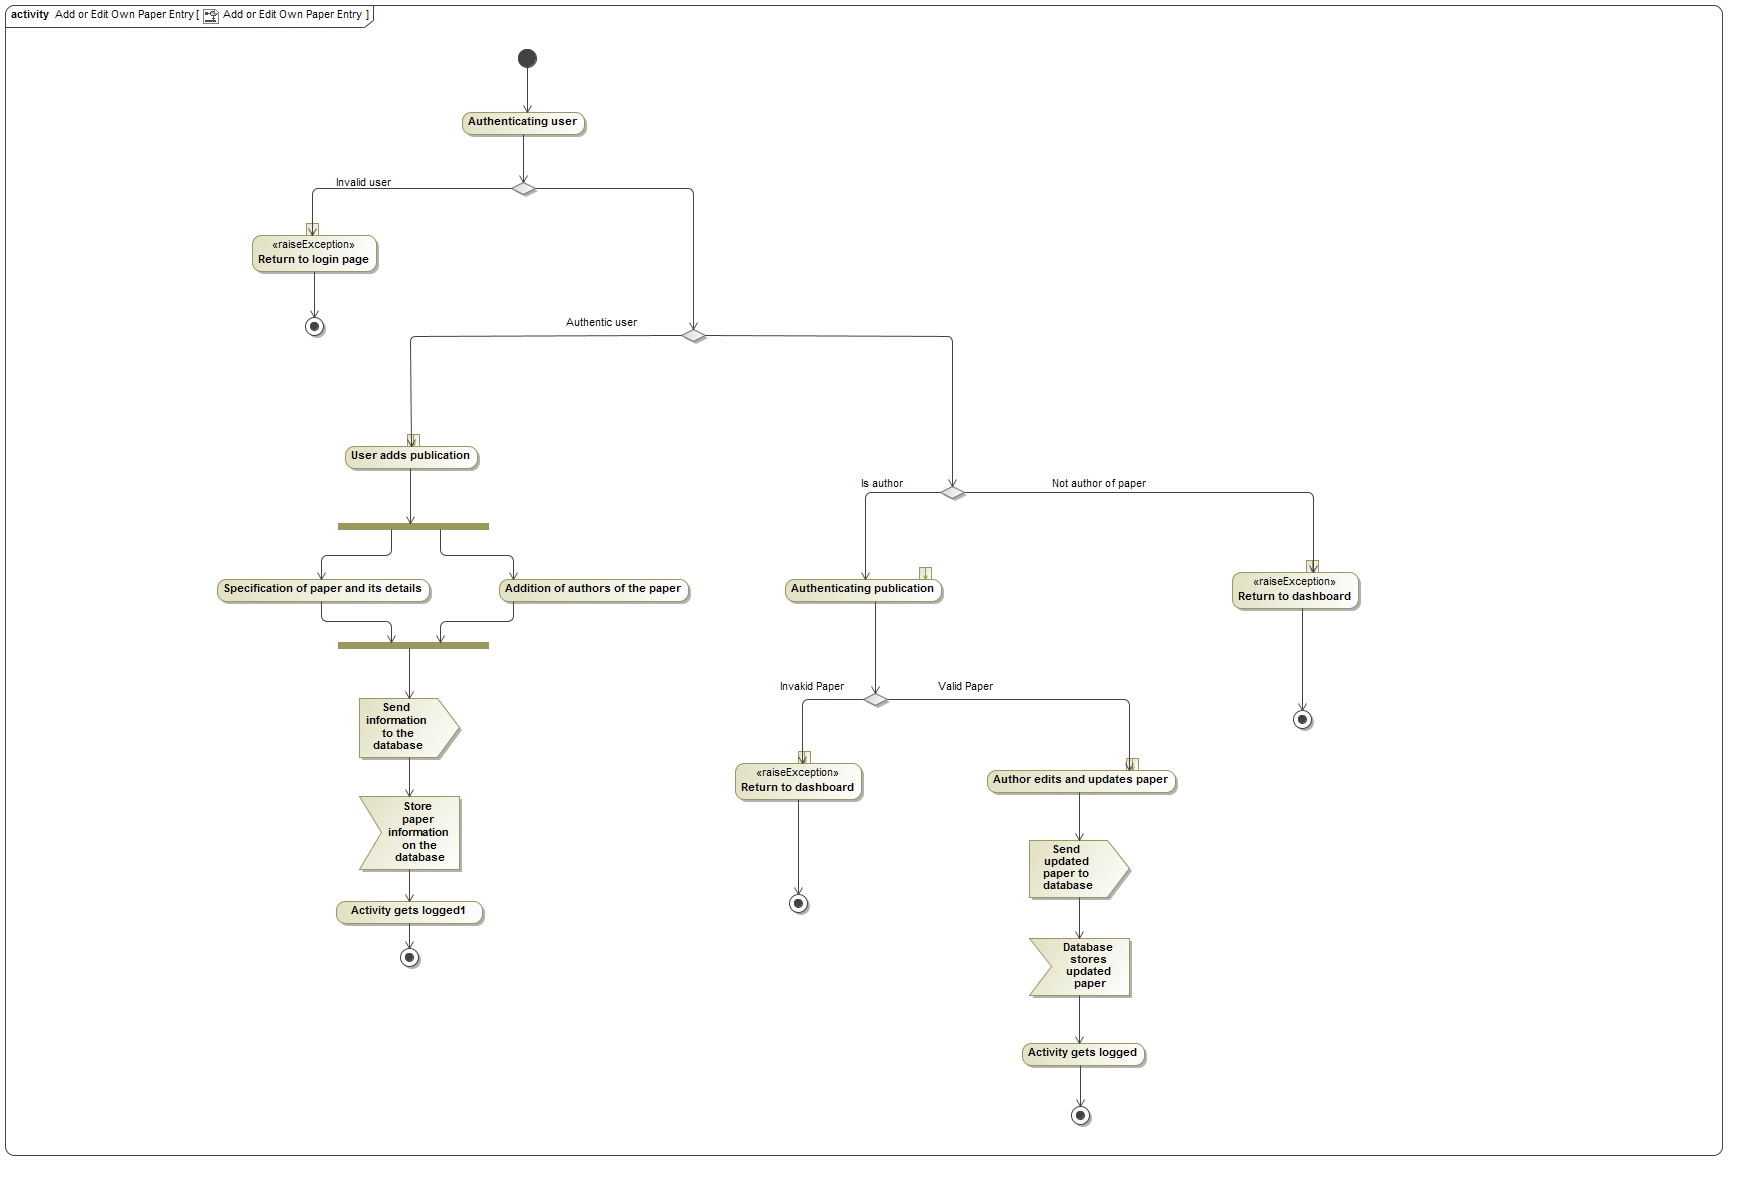 activity Add or Edit Own Paper Entry [ Add or Edit Own Paper Entry ]
Authenticating user
Invalid user
«raiseException»
Return to login page
Authentic user
User adds publication
Is author
Not author of paper
Specification of paper and its details
Addition of authors of the paper
Authenticating publication
«raiseException»
Return to dashboard
Invakid Paper
Valid Paper
Send
information
to the
database
«raiseException»
Return to dashboard
Author edits and updates paper
Store
paper
information
on the
database
Send
updated
paper to
database
Activity gets logged1
Database
stores
updated
paper
Activity gets logged